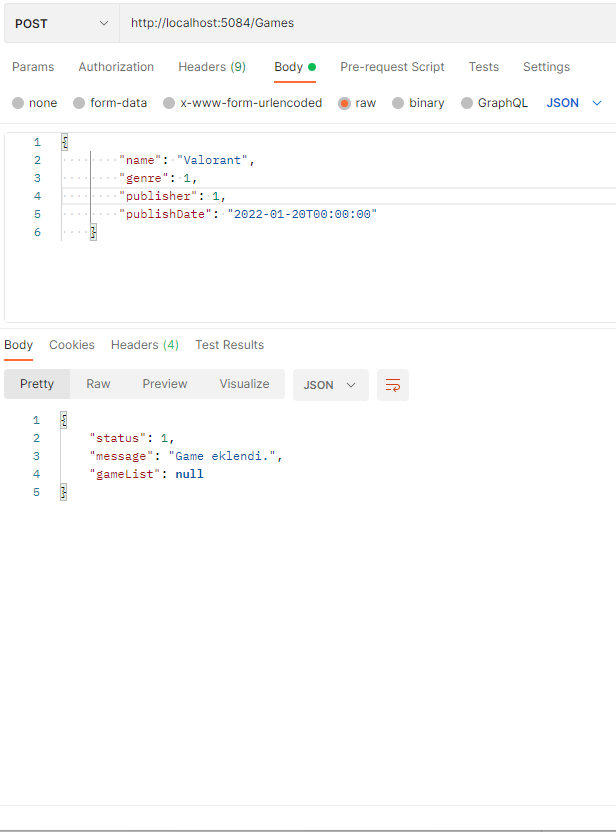 POST http://localhost:5084/Games
Params Authorization Headers (9) Body Pre-request Script Tests Settings
none form-data x-www-form-urlencoded raw binary GraphQL JSON
1 {
2 "name": "Valorant",
3 "genre": 1,
4 "publisher": 1,
5 "publishDate": "2022-01-20T00:00:00"
6 }
Body Cookies Headers (4) Test Results
Pretty Raw Preview Visualize JSON
1 {
2 "status": 1,
3 "message": "Game eklendi.",
4 "gameList": null
5 }